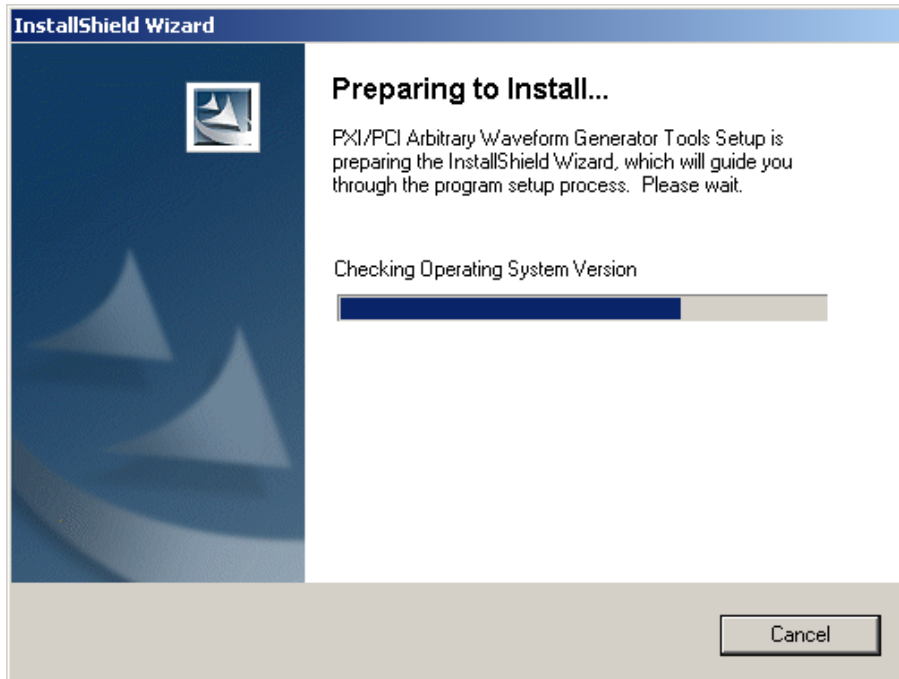 InstallShield Wizard
Preparing to Install...
PXI/PCI Arbitrary Waveform Generator Tools Setup is
preparing the InstallShield Wizard, which will guide you
through the program setup process.  Please wait.
Checking Operating System Version
Cancel